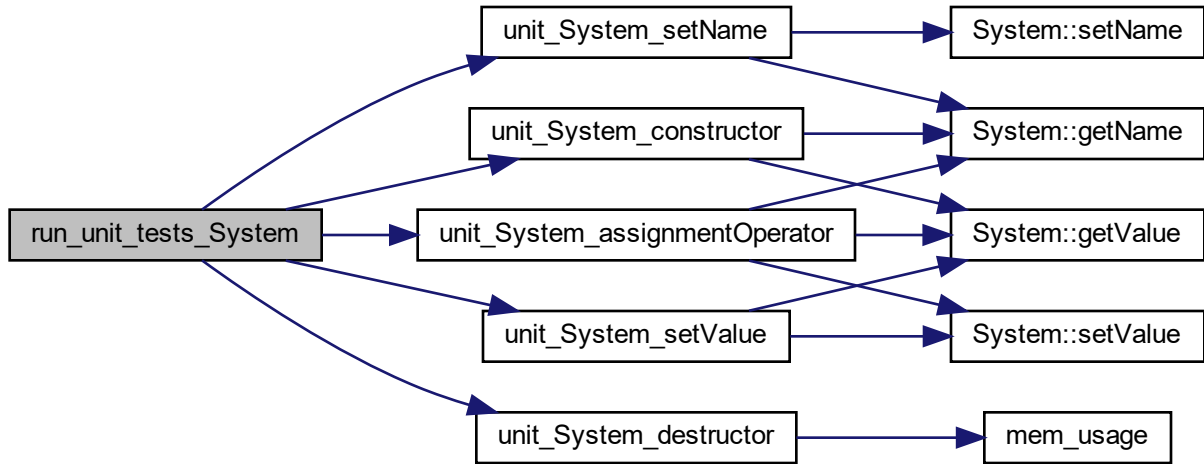 unit_System_setName
System::setName
unit_System_constructor
System::getName
run_unit_tests_System
unit_System_assignmentOperator
System::getValue
unit_System_setValue
System::setValue
unit_System_destructor
mem_usage